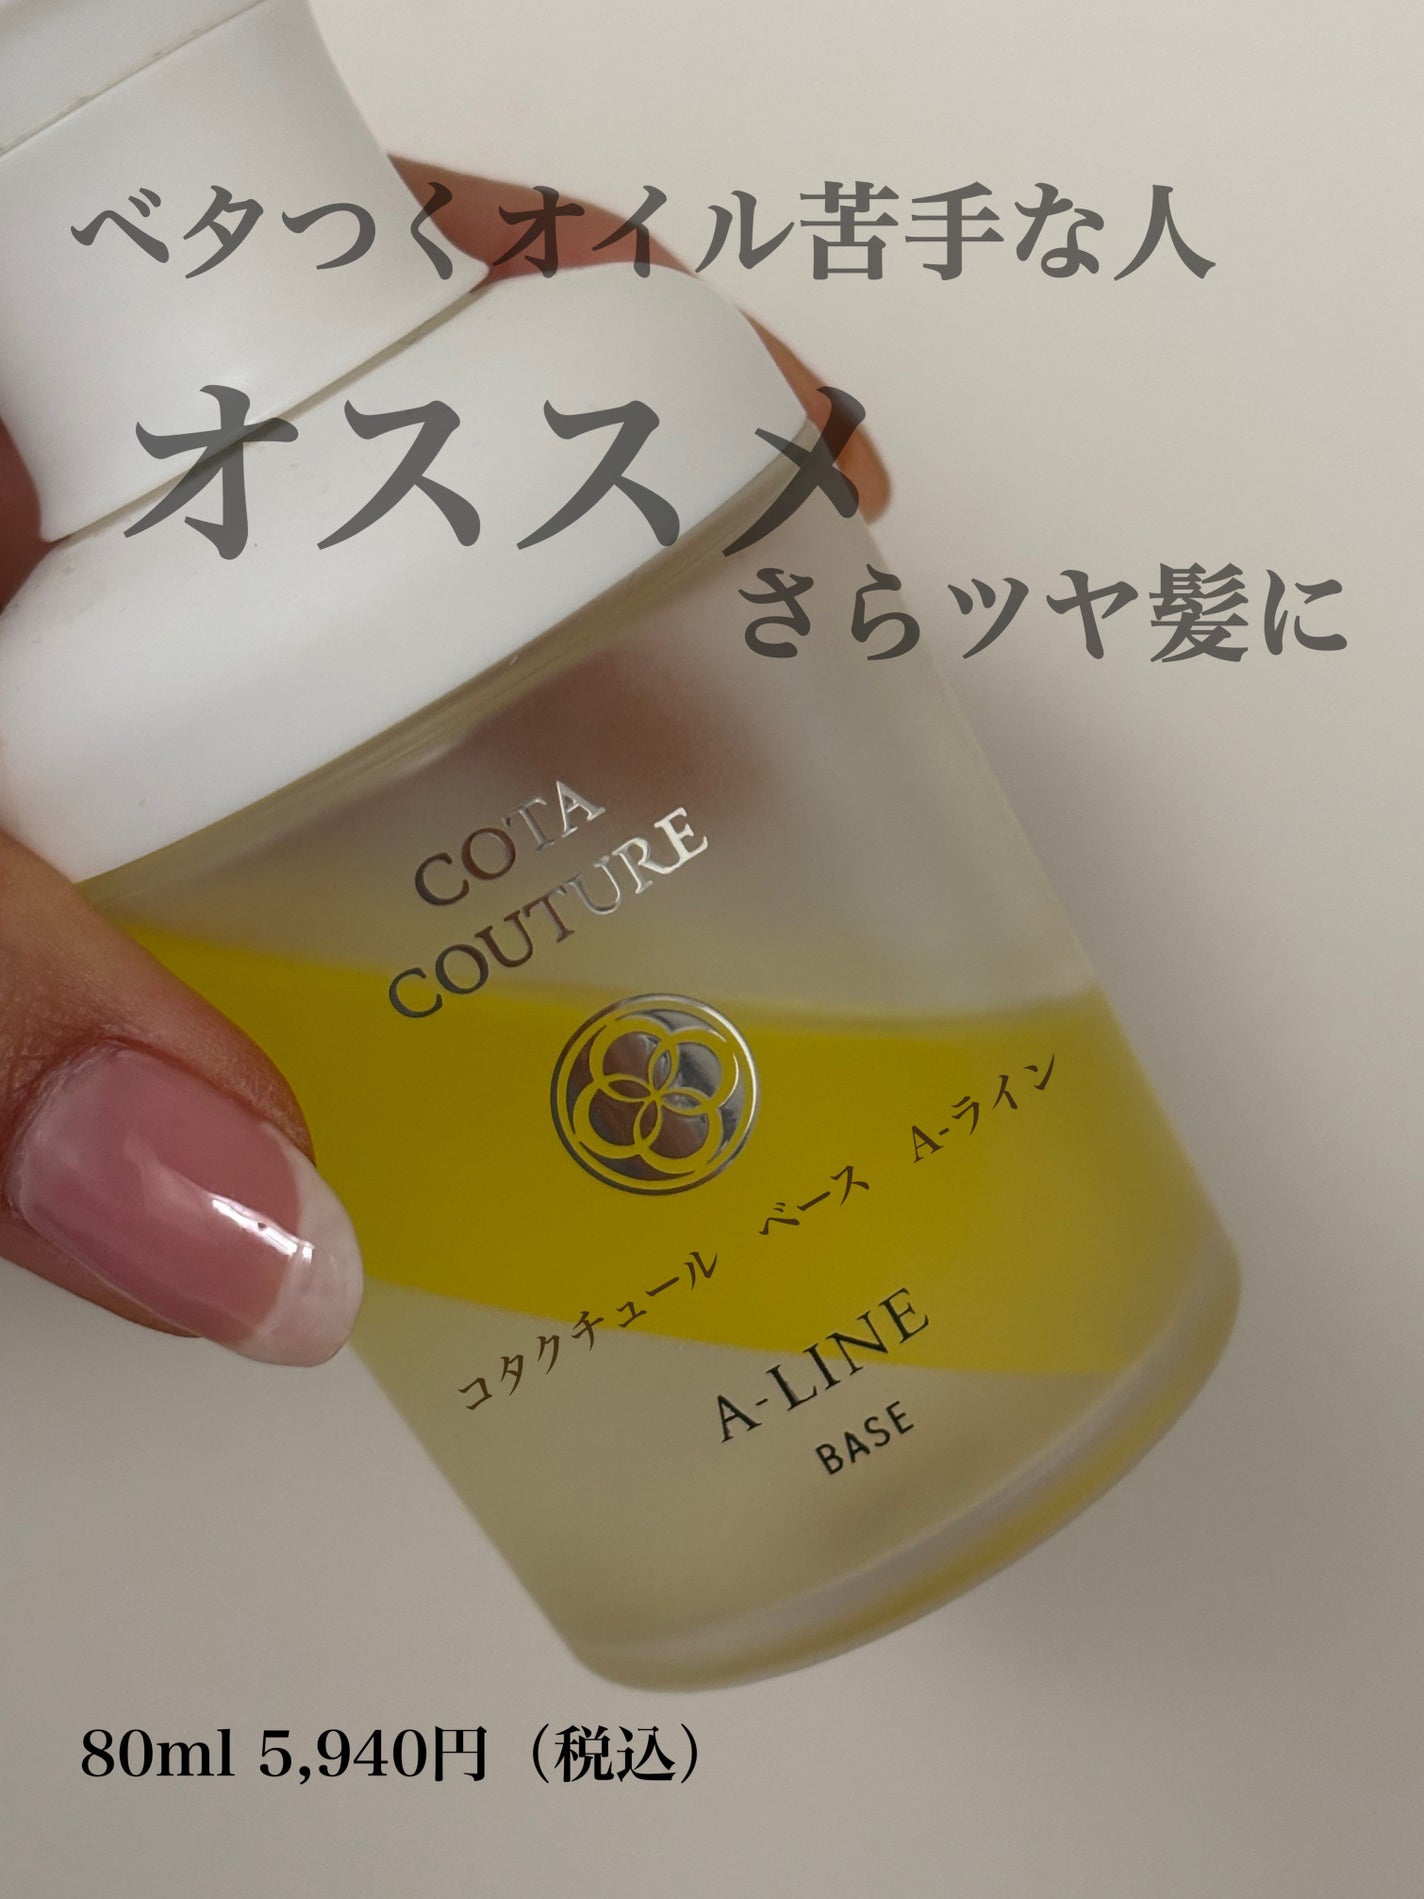 ベタつくオイル苦手な人
オススメ
さらツヤ髪に
COTA
COUTURE
コタクチュール ベース A-ライン
A-LINE
BASE
80ml 5,940円（税込）